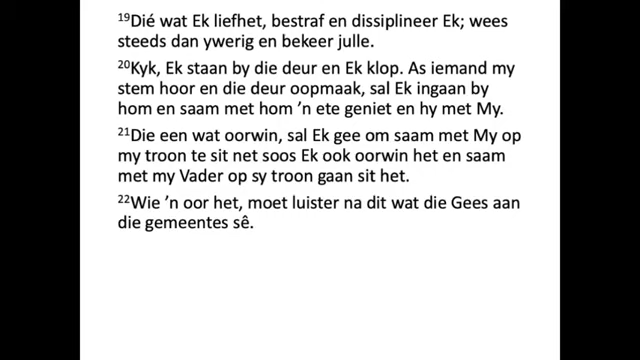 ¹⁹Dié wat Ek liefhet, bestraf en dissiplineer Ek; wees
steeds dan ywerig en bekeer julle.
²⁰Kyk, Ek staan by die deur en Ek klop. As iemand my
stem hoor en die deur oopmaak, sal Ek ingaan by
hom en saam met hom ’n ete geniet en hy met My.
²¹Die een wat oorwin, sal Ek gee om saam met My op
my troon te sit net soos Ek ook oorwin het en saam
met my Vader op sy troon gaan sit het.
²²Wie ’n oor het, moet luister na dit wat die Gees aan
die gemeentes sê.